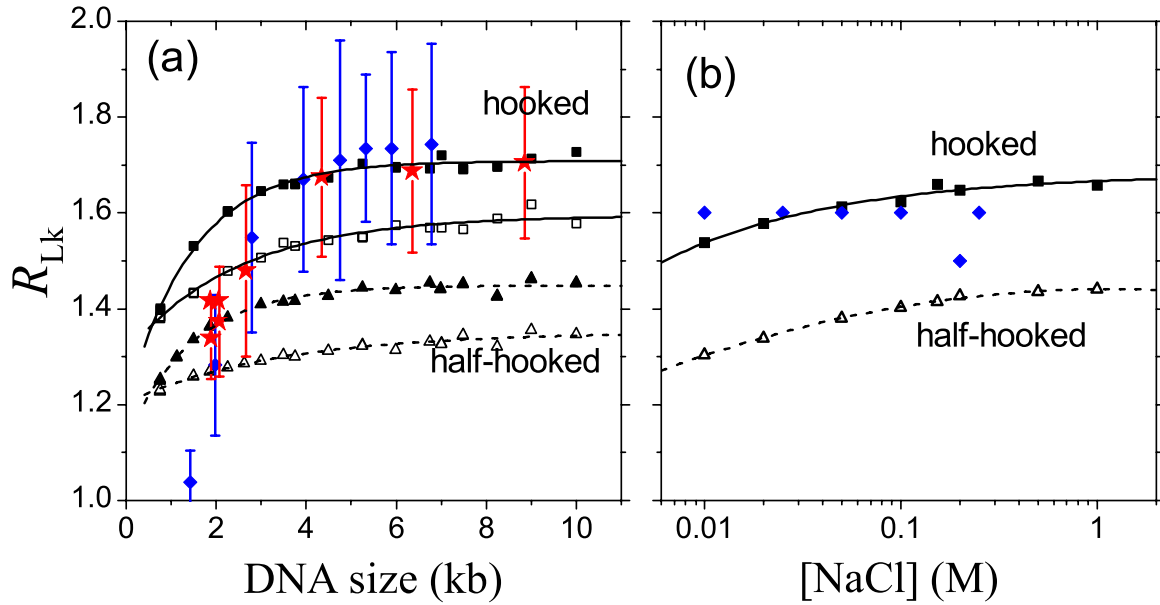 2.0
1.8
1.6
1.4
1.2
1.0
R_Lk
(a)
hooked
half-hooked
0 2 4 6 8 10
DNA size (kb)
(b)
hooked
half-hooked
0.01 0.1 1
[NaCl] (M)